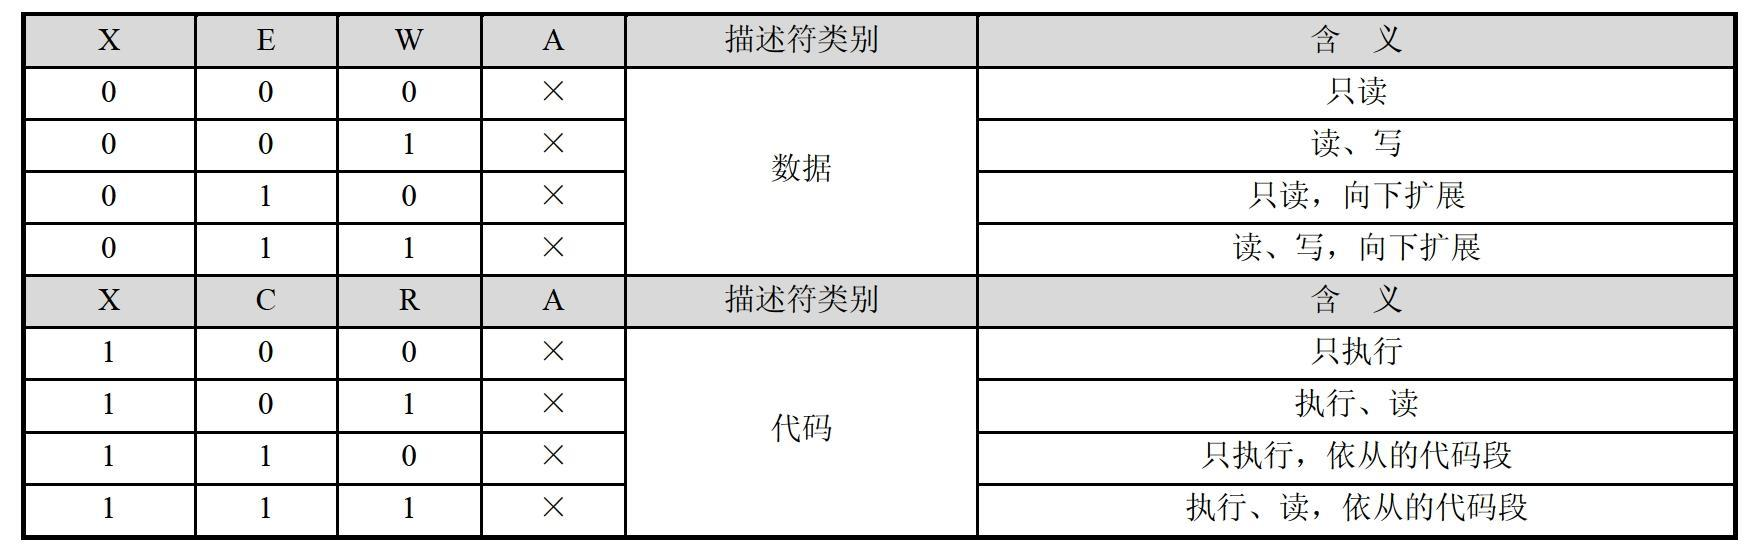 X E W A 描述符类别 含 义
0 0 0 × 数据 只读
0 0 1 × 读、写
0 1 0 × 只读，向下扩展
0 1 1 × 读、写，向下扩展
X C R A 描述符类别 含 义
1 0 0 × 代码 只执行
1 0 1 × 执行、读
1 1 0 × 只执行，依从的代码段
1 1 1 × 执行、读，依从的代码段